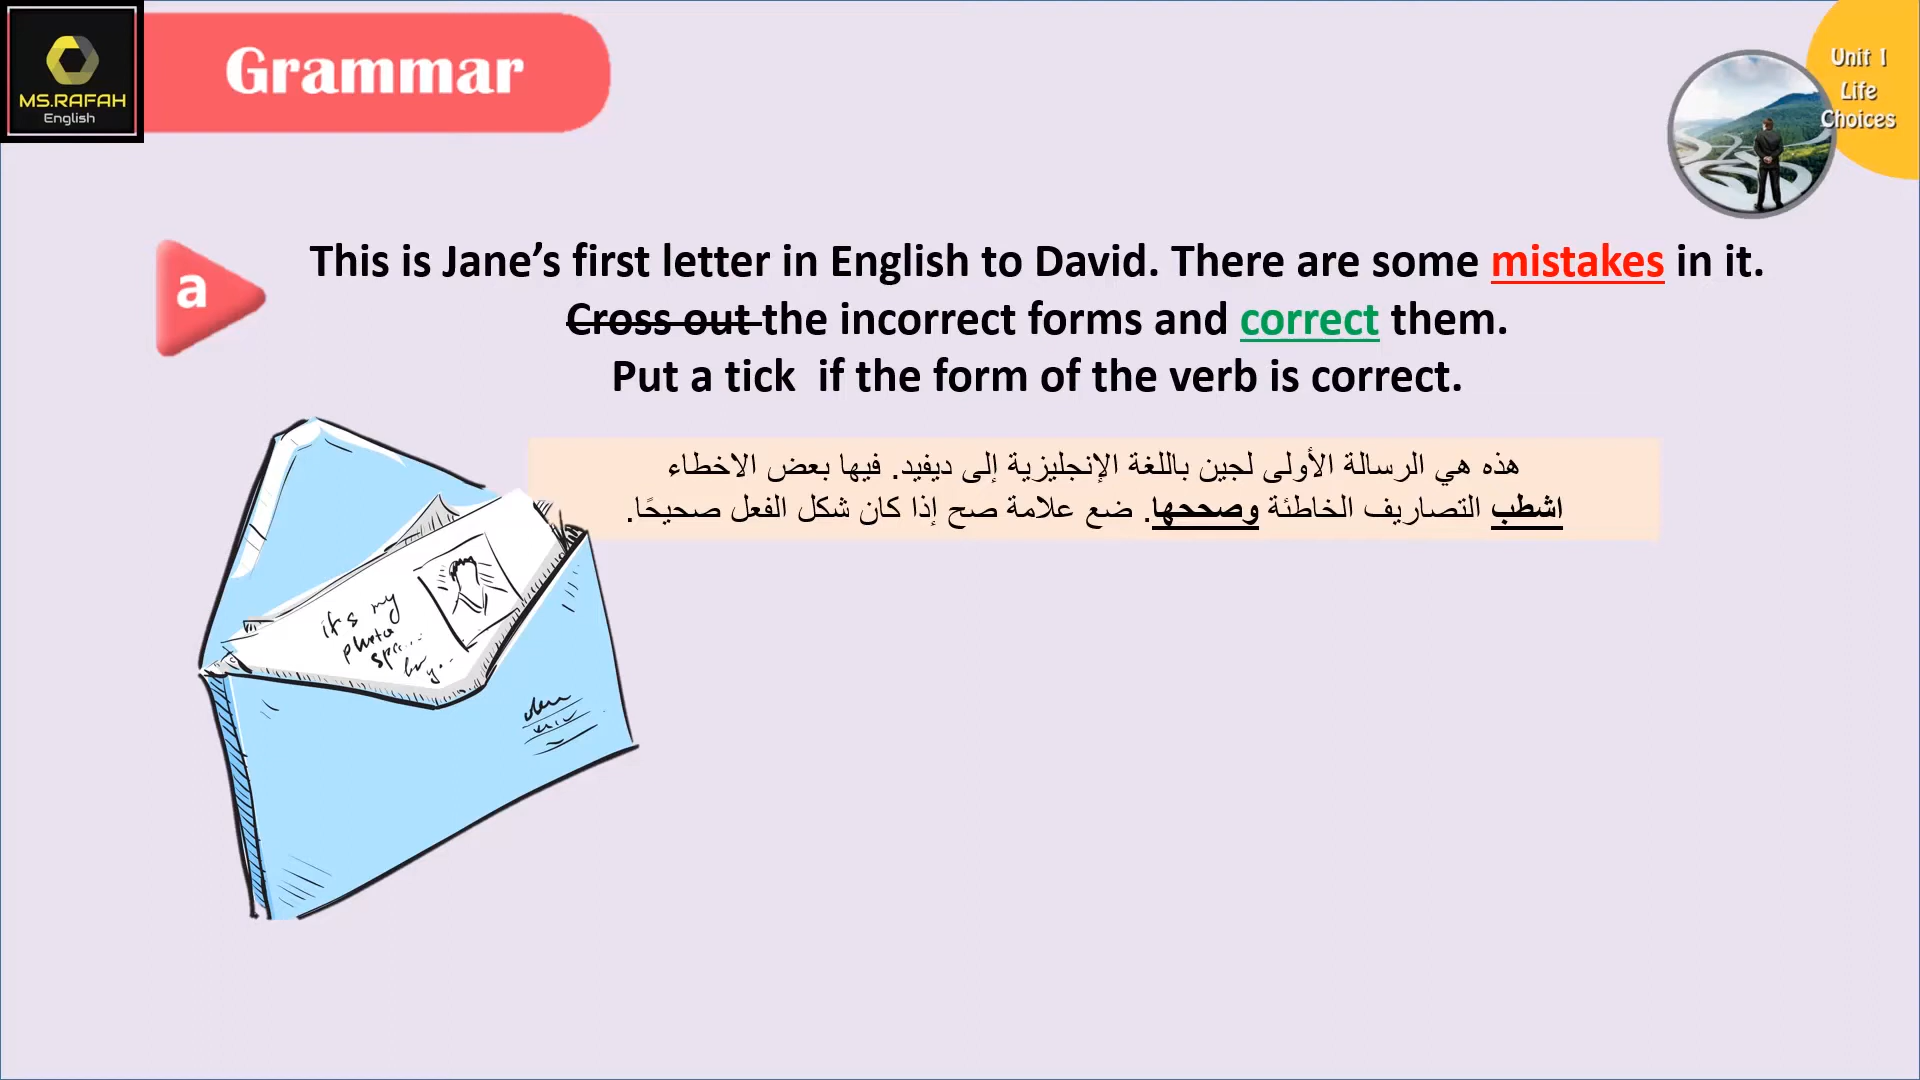 MS.RAFAH
English
Grammar
Unit 1
Life
Choices
a
This is Jane’s first letter in English to David. There are some mistakes in it.
Cross out the incorrect forms and correct them.
Put a tick if the form of the verb is correct.
هذه هي الرسالة الأولى لجين باللغة الإنجليزية إلى ديفيد. فيها بعض الاخطاء
اشطب التصاريف الخاطئة وصححها. ضع علامة صح إذا كان شكل الفعل صحيحًا.
it's my
photo